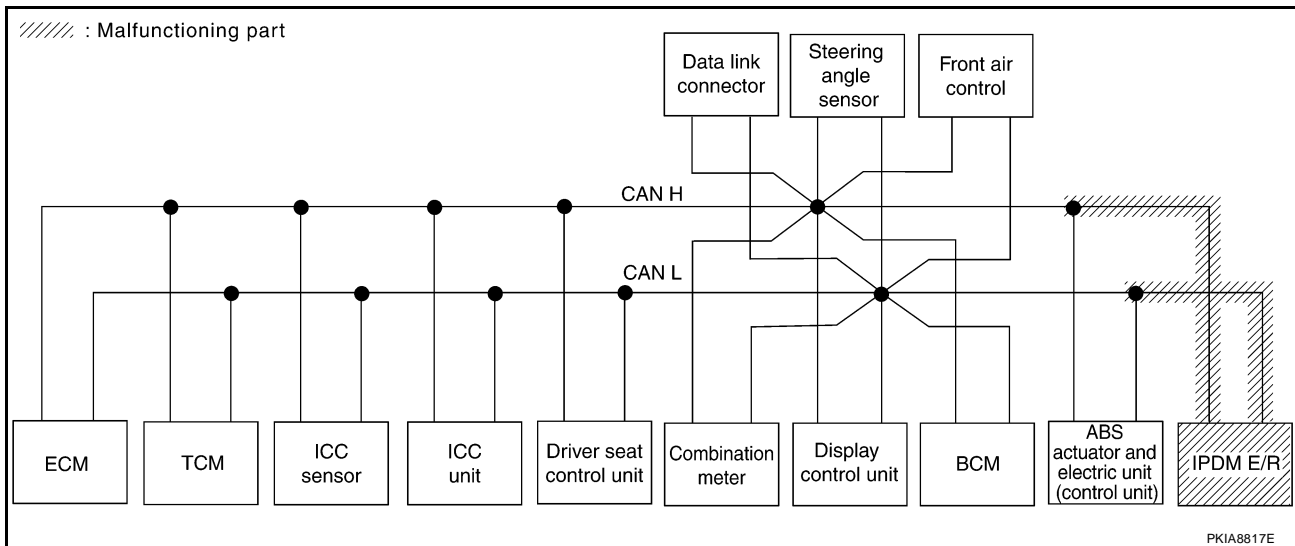 : Malfunctioning part
Data link
connector
Steering
angle
sensor
Front air
control
CAN H
CAN L
ECM
TCM
ICC
sensor
ICC
unit
Driver seat
control unit
Combination
meter
Display
control unit
BCM
ABS
actuator and
electric unit
(control unit)
IPDM E/R
PKIA8817E